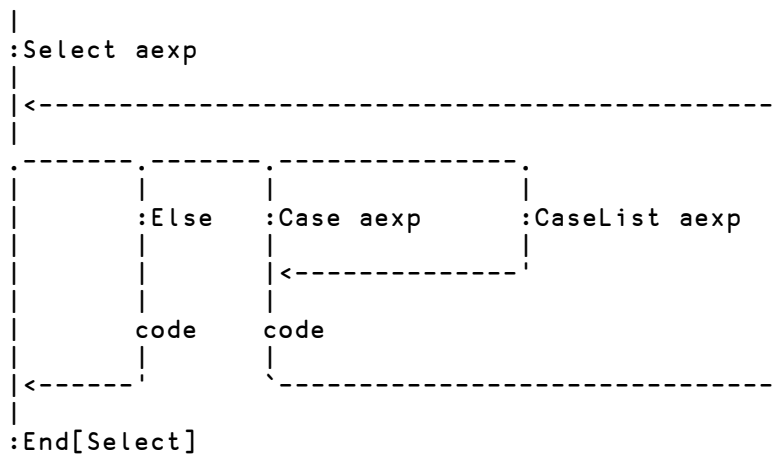 |
:Select aexp
|
|<-----------------------------------------------
|
.-------.-------.---------------.
|       |       |               |
|       :Else   :Case aexp      :CaseList aexp
|       |       |               |
|       |       |<--------------'
|       |       |
|       code    code
|       |       |
|<------'       `-------------------------------
|
:End[Select]